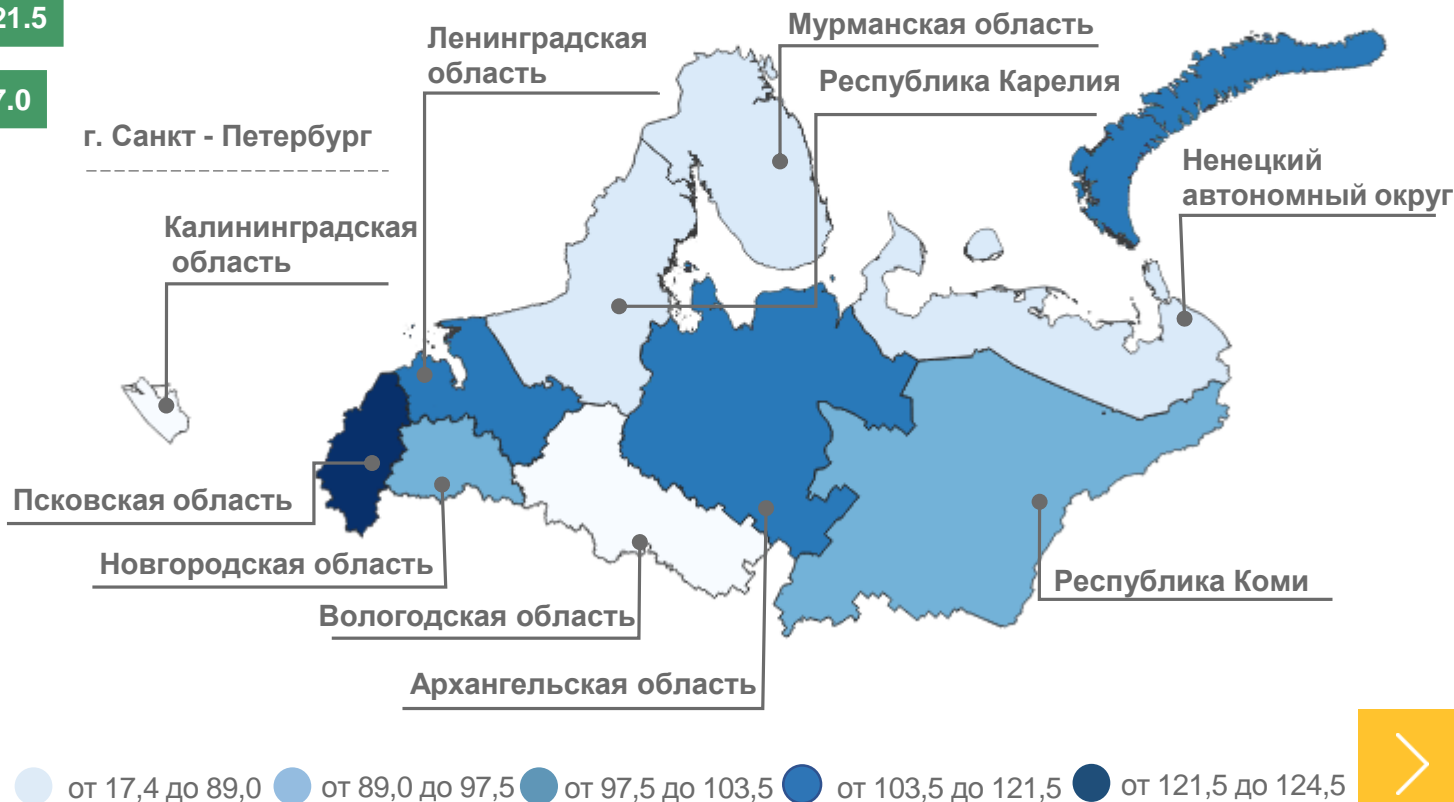 21.5
Мурманская область
Ленинградская
область
Республика Карелия
7.0
г. Санкт - Петербург
Ненецкий
автономный округ
Калининградская
область
Псковская область
Новгородская область
Республика Коми
Вологодская область
Архангельская область
от 17,4 до 89,0
от 89,0 до 97,5
от 97,5 до 103,5
от 103,5 до 121,5
от 121,5 до 124,5